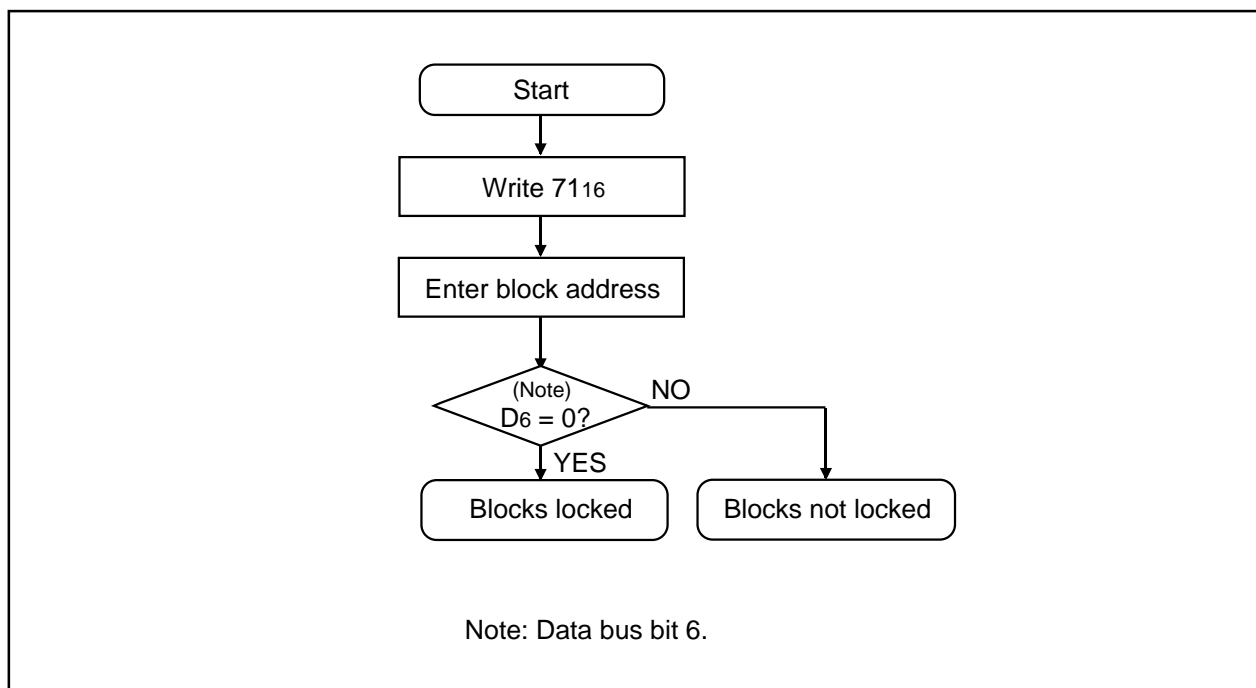 Start
Write 7116
Enter block address
(Note)
D6 = 0?
NO
YES
Blocks locked
Blocks not locked
Note: Data bus bit 6.